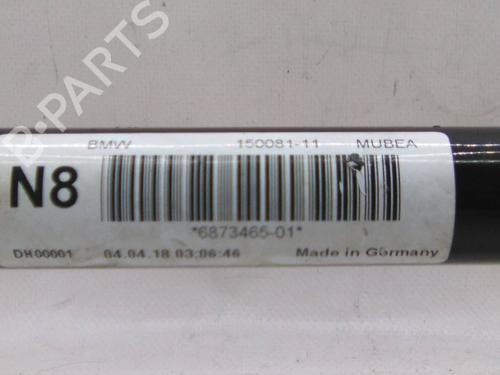 B-PARTS
BMW 150081-11 MUBEA
N8
*6873465-01*
DH00001 04.04.18 03:06:46 Made in Germany